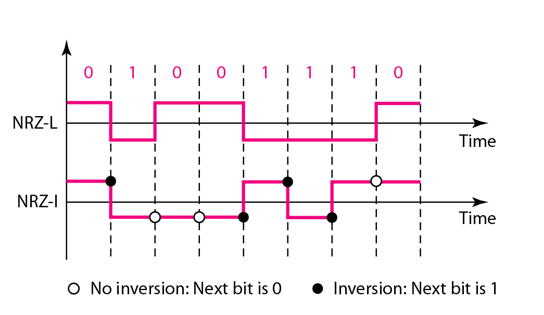 0 1 0 0 1 1 1 0
NRZ-L
Time
NRZ-I
Time
No inversion: Next bit is 0
Inversion: Next bit is 1